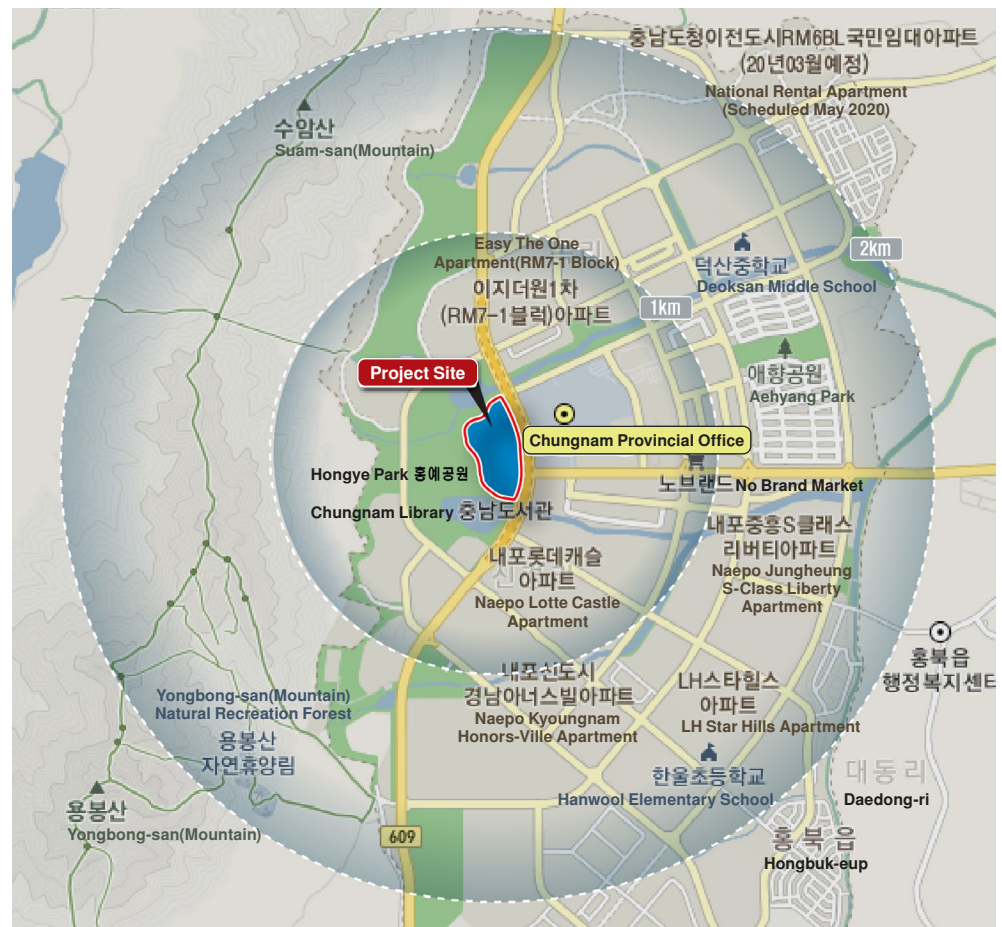 충남도청이전도시RM6BL국민임대아파트
(20년03월예정)
National Rental Apartment
(Scheduled May 2020)
수암산
Suam-san(Mountain)
2km
Easy The One
Apartment(RM7-1 Block)
이지더원1차
(RM7-1블럭)아파트
덕산중학교
Deoksan Middle School
1km
Project Site
애향공원
Aehyang Park
Chungnam Provincial Office
Hongye Park 홍예공원
노브랜드 No Brand Market
Chungnam Library 충남도서관
내포중흥S클래스
리버티아파트
Naepo Jungheung
S-Class Liberty
Apartment
내포롯데캐슬
아파트
Naepo Lotte Castle
Apartment
홍북읍
행정복지센터
내포신도시
경남아너스빌아파트
Naepo Kyoungnam
Honors-Ville Apartment
LH스타힐스
아파트
LH Star Hills Apartment
Yongbong-san(Mountain)
Natural Recreation Forest
용봉산
자연휴양림
한울초등학교
Hanwool Elementary School
대동리
Daedong-ri
용봉산
Yongbong-san(Mountain)
609
홍북읍
Hongbuk-eup